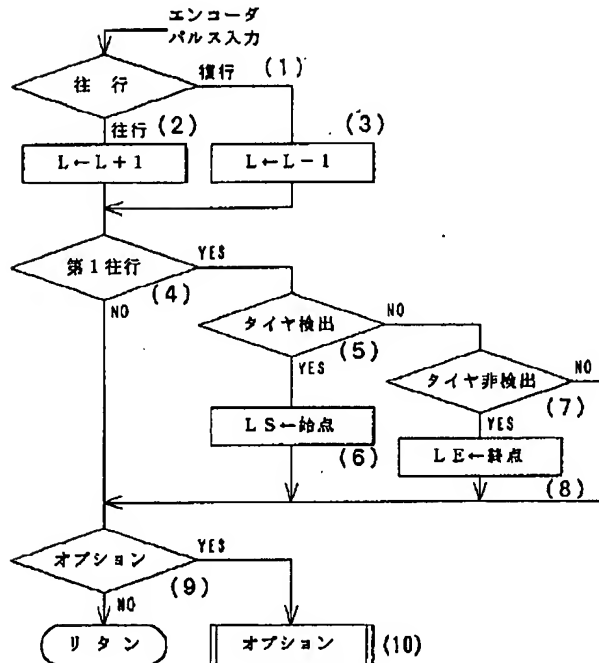 エンコーダ
パルス入力
往行
復行 (1)
往行 (2)
(3)
L←L+1
L←L-1
第1往行
YES
(4)
NO
タイヤ検出
NO
(5)
YES
タイヤ非検出
NO
(7)
YES
LS←始点
(6)
LE←終点
(8)
オプション
YES
(9)
NO
リタン
オプション
(10)